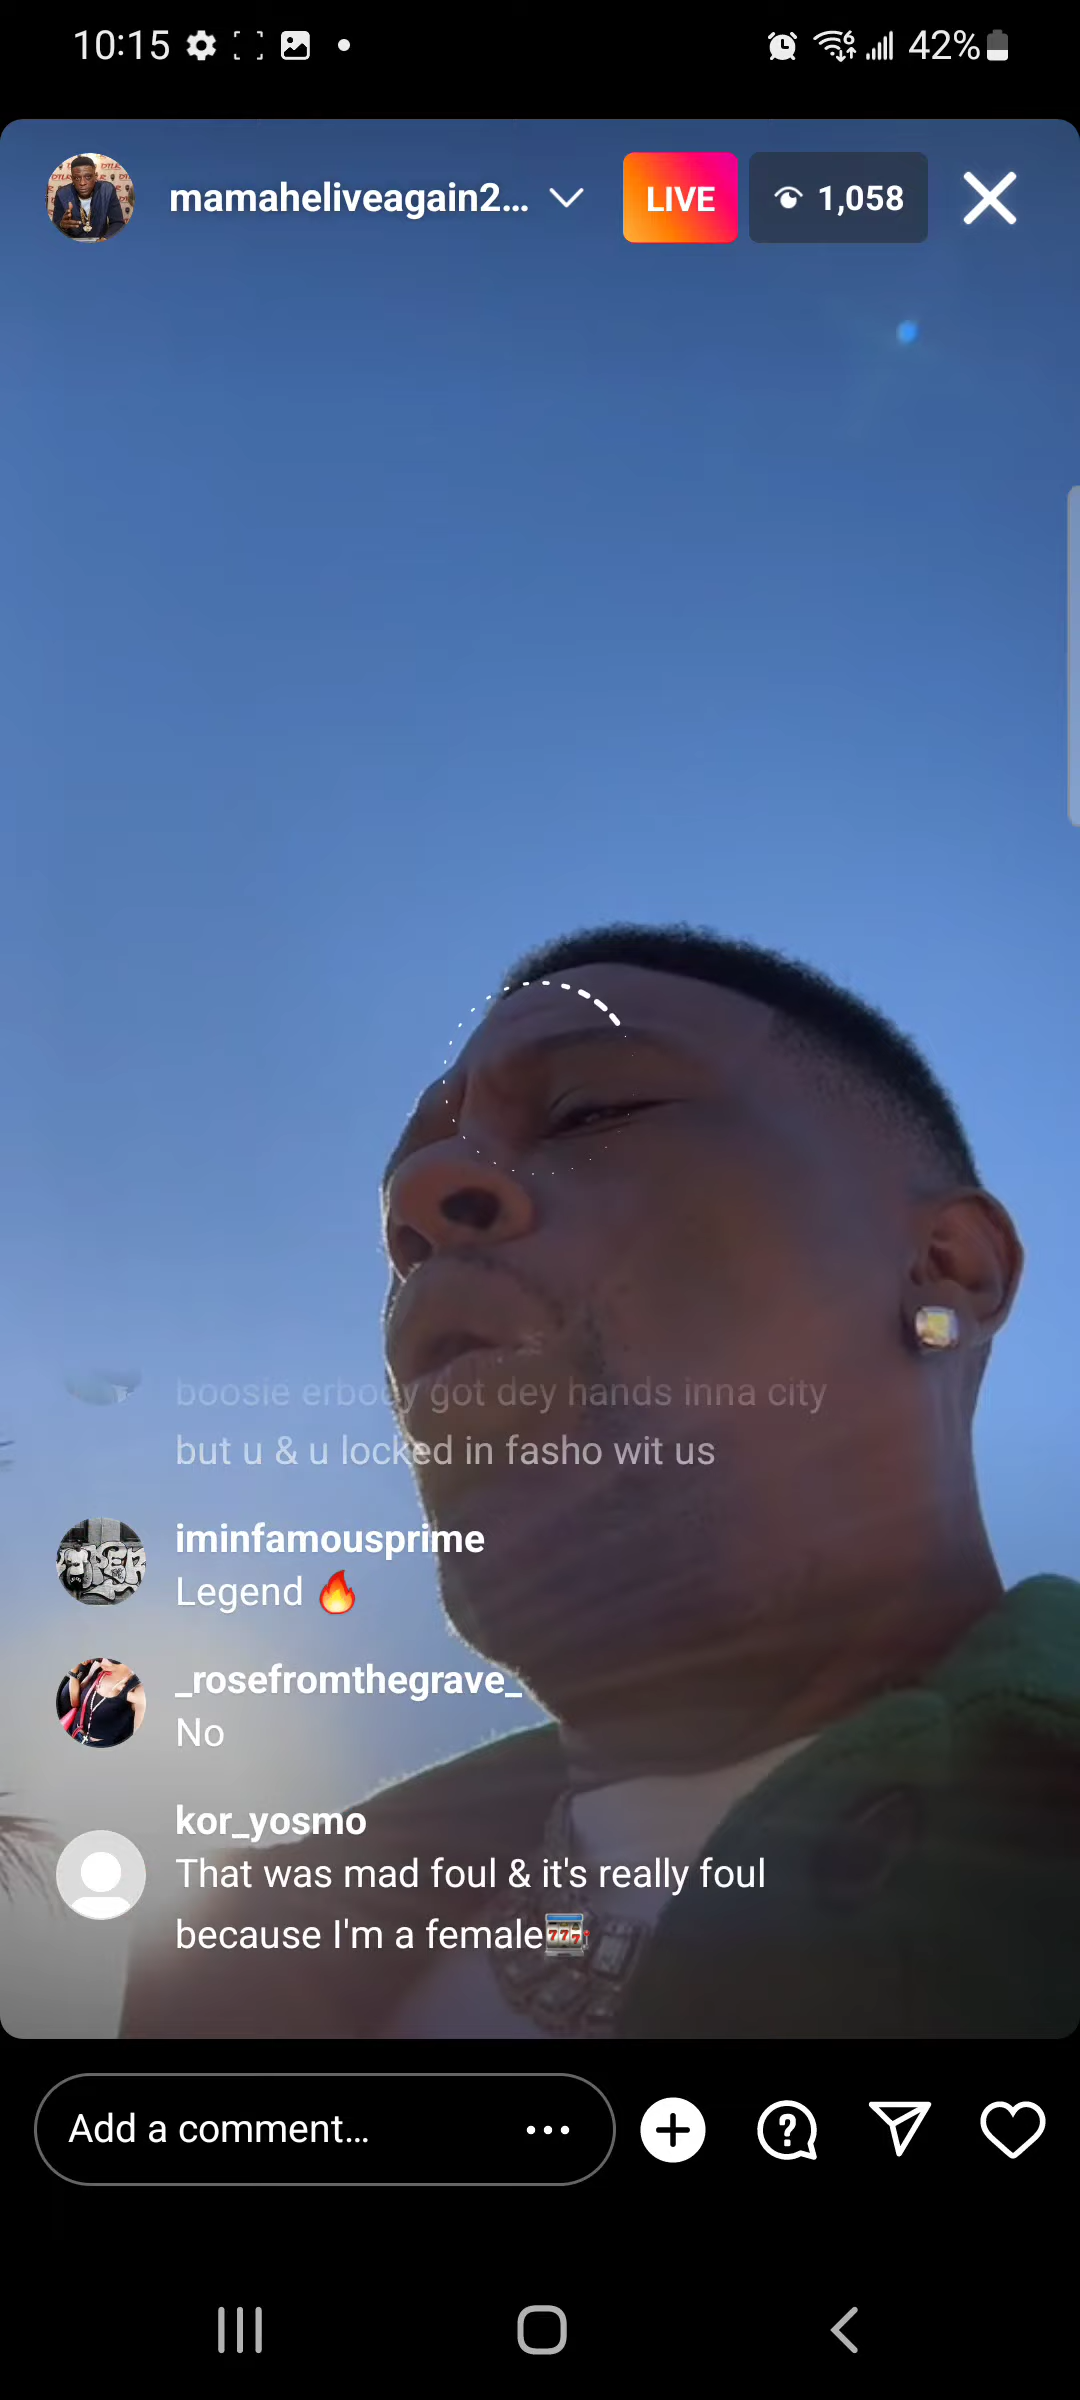 10:15
42%
mamaheliveagain2...
LIVE
1,058
boosie erbody got dey hands inna city
but u & u locked in fasho wit us
iminfamousprime
Legend 🔥
_rosefromthegrave_
No
kor_yosmo
That was mad foul & it's really foul
because I'm a female🎰
Add a comment...